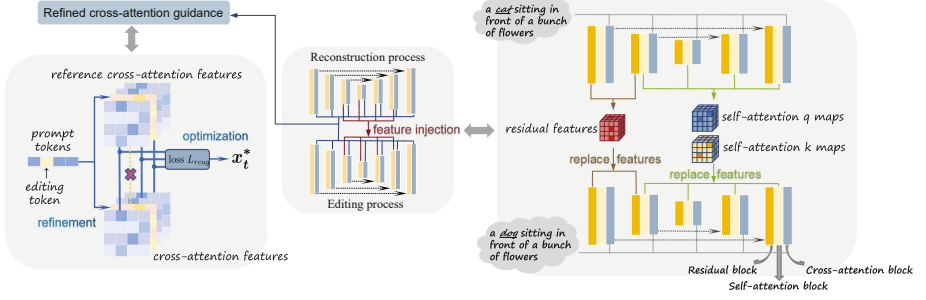 Refined cross-attention guidance
reference cross-attention features
prompt
tokens
editing
token
refinement
optimization
loss L_rcag
x_t^*
cross-attention features
Reconstruction process
feature injection
Editing process
a cat sitting in
front of a bunch
of flowers
residual features
self-attention q maps
self-attention k maps
replace features
replace features
a dog sitting in
front of a bunch
of flowers
Residual block
Cross-attention block
Self-attention block